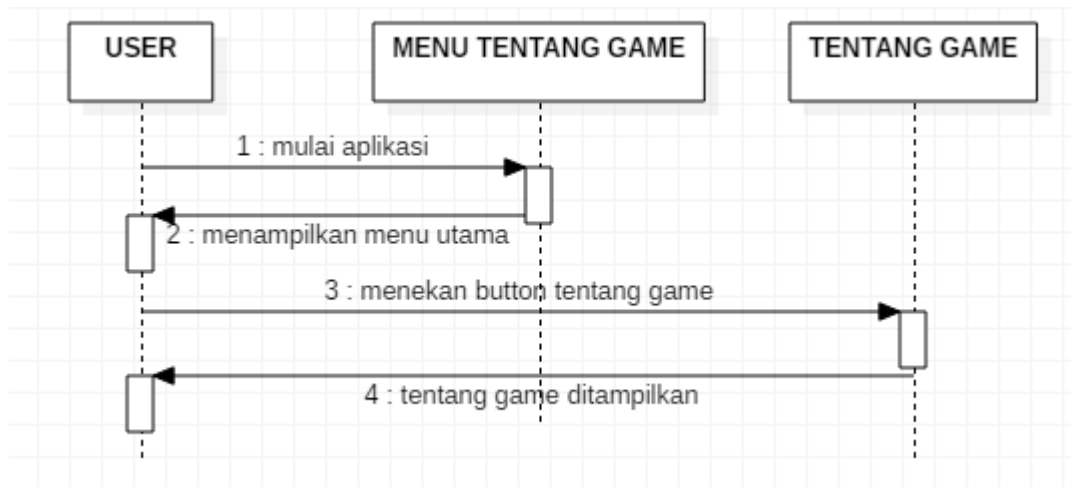 USER
MENU TENTANG GAME
TENTANG GAME
1 : mulai aplikasi
2 : menampilkan menu utama
3 : menekan button tentang game
4 : tentang game ditampilkan